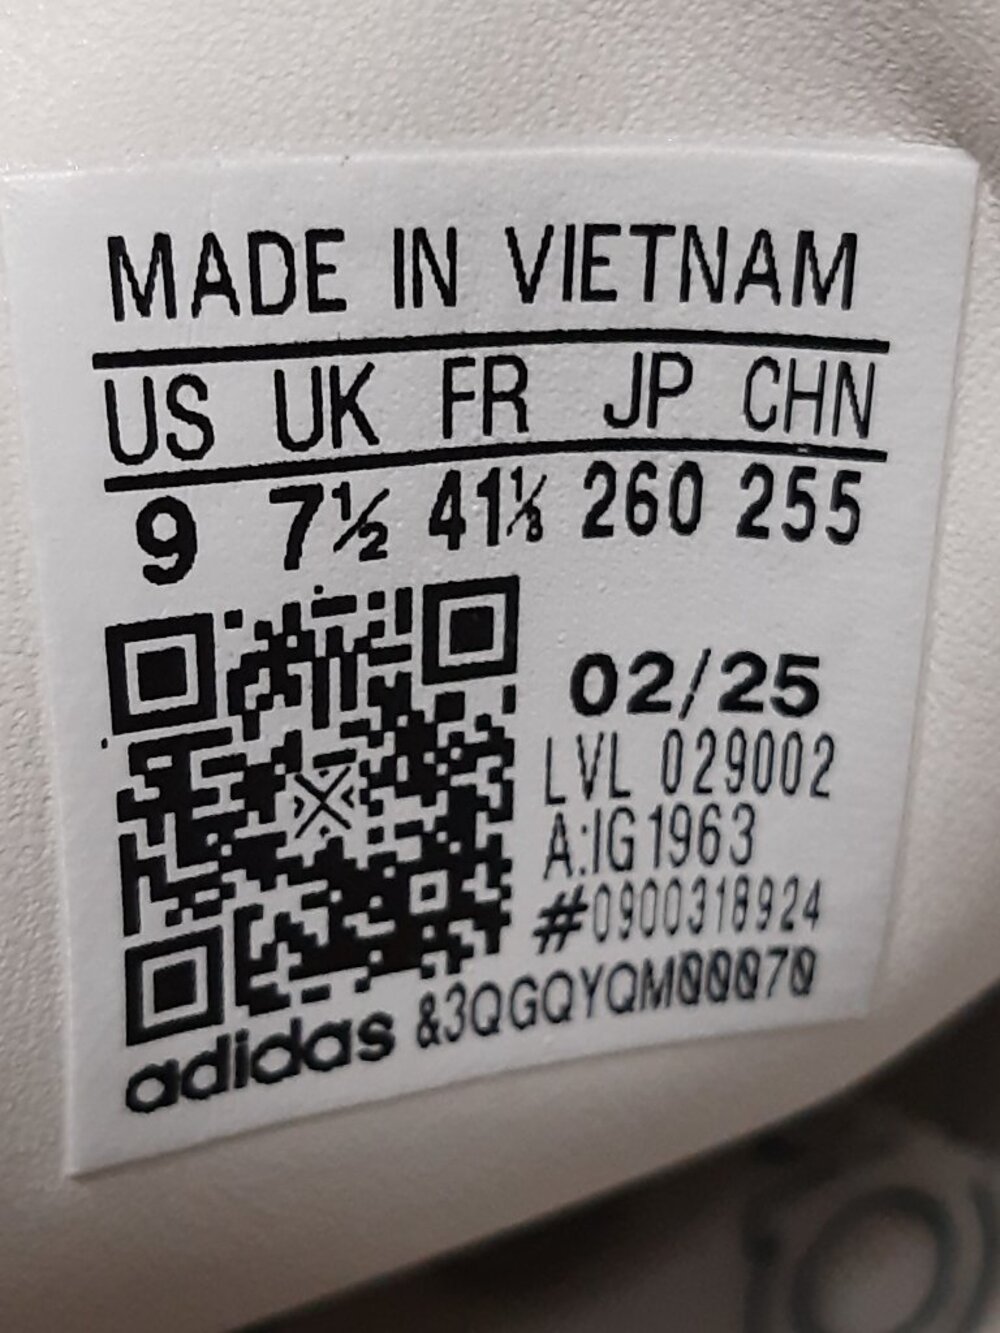 MADE IN VIETNAM
US UK FR JP CHN
9 7½ 41⅓ 260 255
02/25
LVL 029002
A:IG1963
#0900318924
adidas &3QGQYQM00070